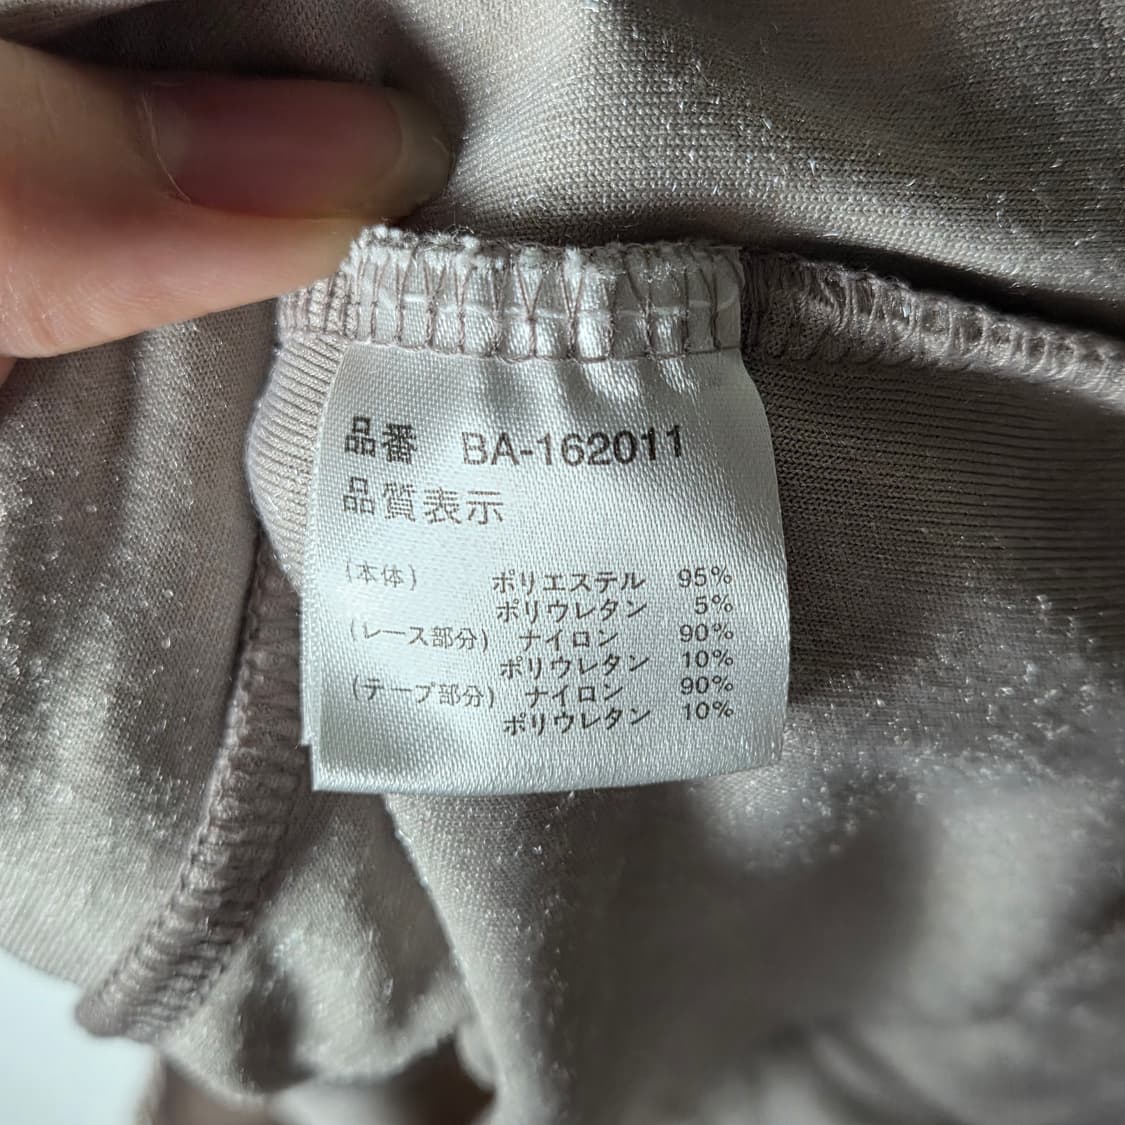 品番 BA-162011
品質表示
(本体) ポリエステル 95%
ポリウレタン 5%
(レース部分) ナイロン 90%
ポリウレタン 10%
(テープ部分) ナイロン 90%
ポリウレタン 10%